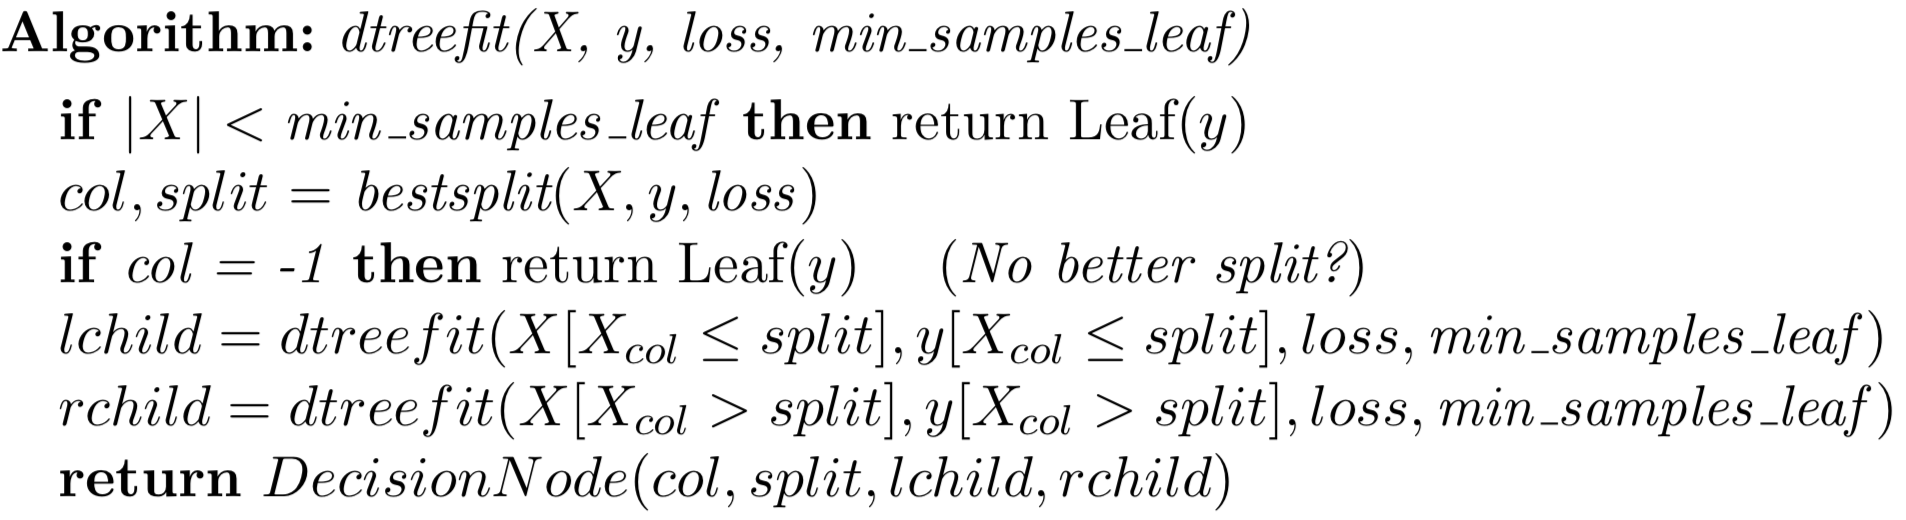 Algorithm: dtreefit(X, y, loss, min_samples_leaf)
if |X| < min_samples_leaf then return Leaf(y)
col, split = bestsplit(X, y, loss)
if col = -1 then return Leaf(y) (No better split?)
lchild = dtreefit(X[X_col ≤ split], y[X_col ≤ split], loss, min_samples_leaf)
rchild = dtreefit(X[X_col > split], y[X_col > split], loss, min_samples_leaf)
return DecisionNode(col, split, lchild, rchild)